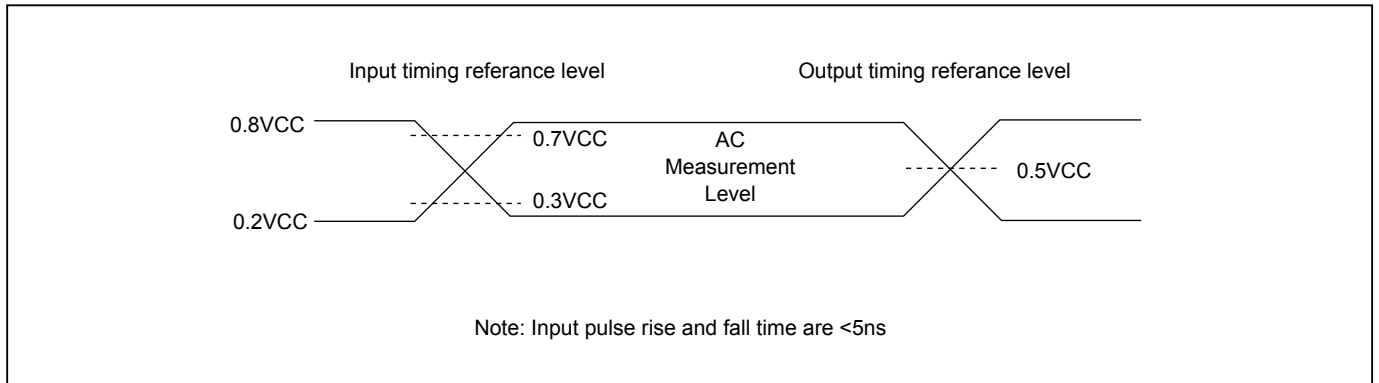 Input timing referance level
Output timing referance level
0.8VCC
0.7VCC
AC
Measurement
Level
0.5VCC
0.3VCC
0.2VCC
Note: Input pulse rise and fall time are <5ns